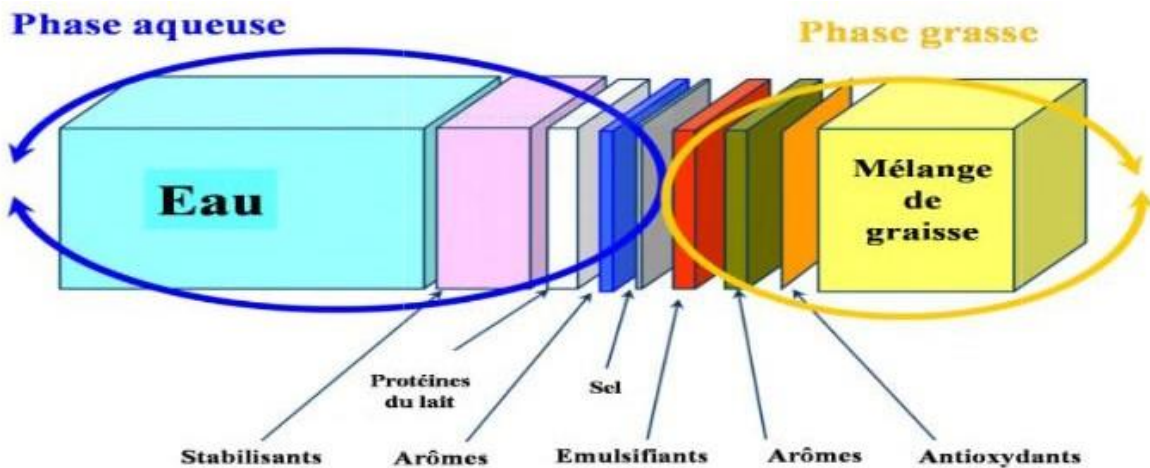 Phase aqueuse
Phase grasse
Eau
Mélange
de
graisse
Protéines
du lait
Sel
Stabilisants
Arômes
Emulsifiants
Arômes
Antioxydants